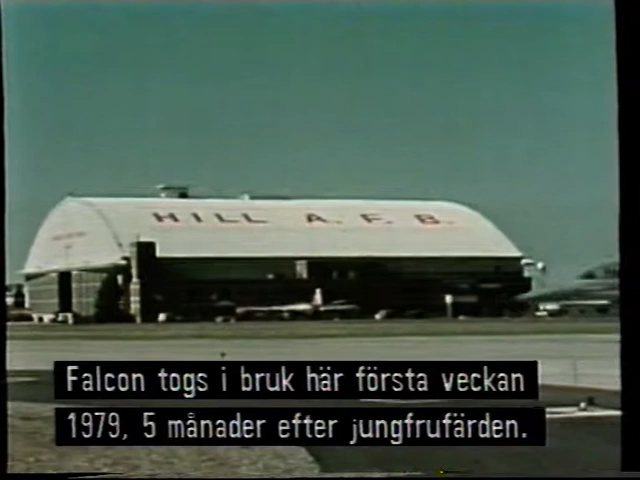 HILL A.F.B.
Falcon togs i bruk här första veckan
1979, 5 månader efter jungfrufärden.